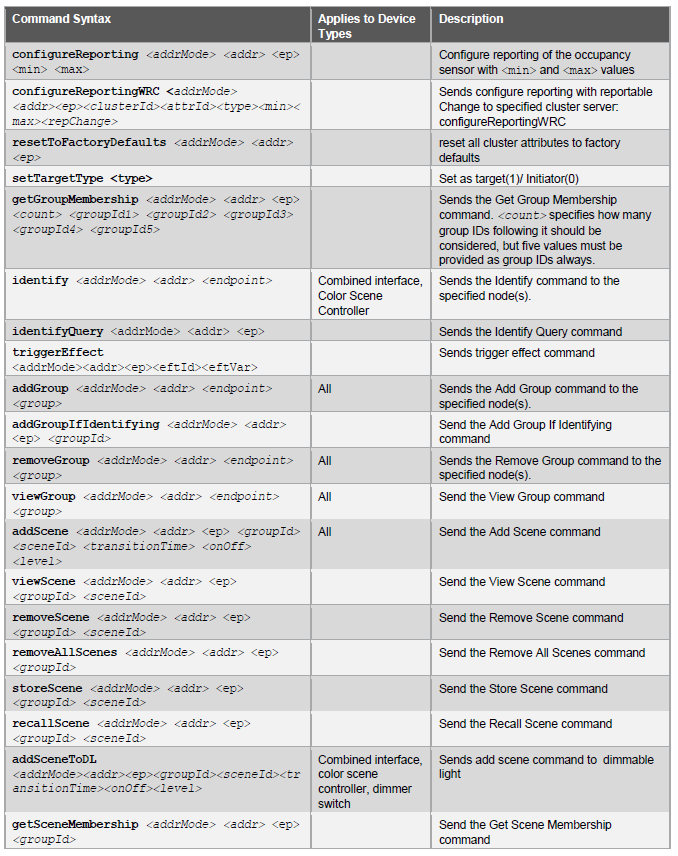 Command Syntax
Applies to Device
Types
Description
configureReporting <addrMode> <addr> <ep>
<min> <max>
Configure reporting of the occupancy
sensor with <min> and <max> values
configureReportingWRC <addrMode>
<addr><ep><clusterId><attrId><type><min><
max><repChange>
Sends configure reporting with reportable
Change to specified cluster server:
configureReportingWRC
resetToFactoryDefaults <addrMode> <addr>
<ep>
reset all cluster attributes to factory
defaults
setTargetType <type>
Set as target(1)/ Initiator(0)
getGroupMembership <addrMode> <addr> <ep>
<count> <groupId1> <groupId2> <groupId3>
<groupId4> <groupId5>
Sends the Get Group Membership
command. <count> specifies how many
group IDs following it should be
considered, but five values must be
provided as group IDs always.
identify <addrMode> <addr> <endpoint>
Combined interface,
Color Scene
Controller
Sends the Identify command to the
specified node(s).
identifyQuery <addrMode> <addr> <ep>
Sends the Identify Query command
triggerEffect
<addrMode><addr><ep><eftId><eftVar>
Sends trigger effect command
addGroup <addrMode> <addr> <endpoint>
<group>
All
Sends the Add Group command to the
specified node(s).
addGroupIfIdentifying <addrMode> <addr>
<ep> <groupId>
Send the Add Group If Identifying
command
removeGroup <addrMode> <addr> <endpoint>
<group>
All
Sends the Remove Group command to the
specified node(s).
viewGroup <addrMode> <addr> <endpoint>
<group>
All
Send the View Group command
addScene <addrMode> <addr> <ep> <groupId>
<sceneId> <transitionTime> <onOff>
<level>
All
Send the Add Scene command
viewScene <addrMode> <addr> <ep>
<groupId> <sceneId>
Send the View Scene command
removeScene <addrMode> <addr> <ep>
<groupId> <sceneId>
Send the Remove Scene command
removeAllScenes <addrMode> <addr> <ep>
<groupId>
Send the Remove All Scenes command
storeScene <addrMode> <addr> <ep>
<groupId> <sceneId>
Send the Store Scene command
recallScene <addrMode> <addr> <ep>
<groupId> <sceneId>
Send the Recall Scene command
addSceneToDL
<addrMode><addr><ep><groupId><sceneId><tr
ansitionTime><onOff><level>
Combined interface,
color scene
controller, dimmer
switch
Sends add scene command to dimmable
light
getSceneMembership <addrMode> <addr> <ep>
<groupId>
Send the Get Scene Membership
command